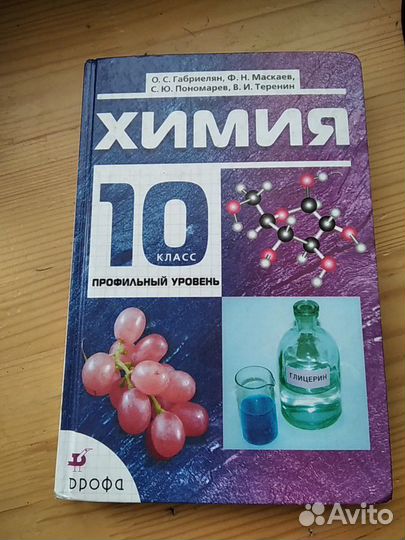 О. С. Габриелян, Ф. Н. Маскаев,
С. Ю. Пономарев, В. И. Теренин
ХИМИЯ
10
КЛАСС
ПРОФИЛЬНЫЙ УРОВЕНЬ
ГЛИЦЕРИН
дрофа
Avito